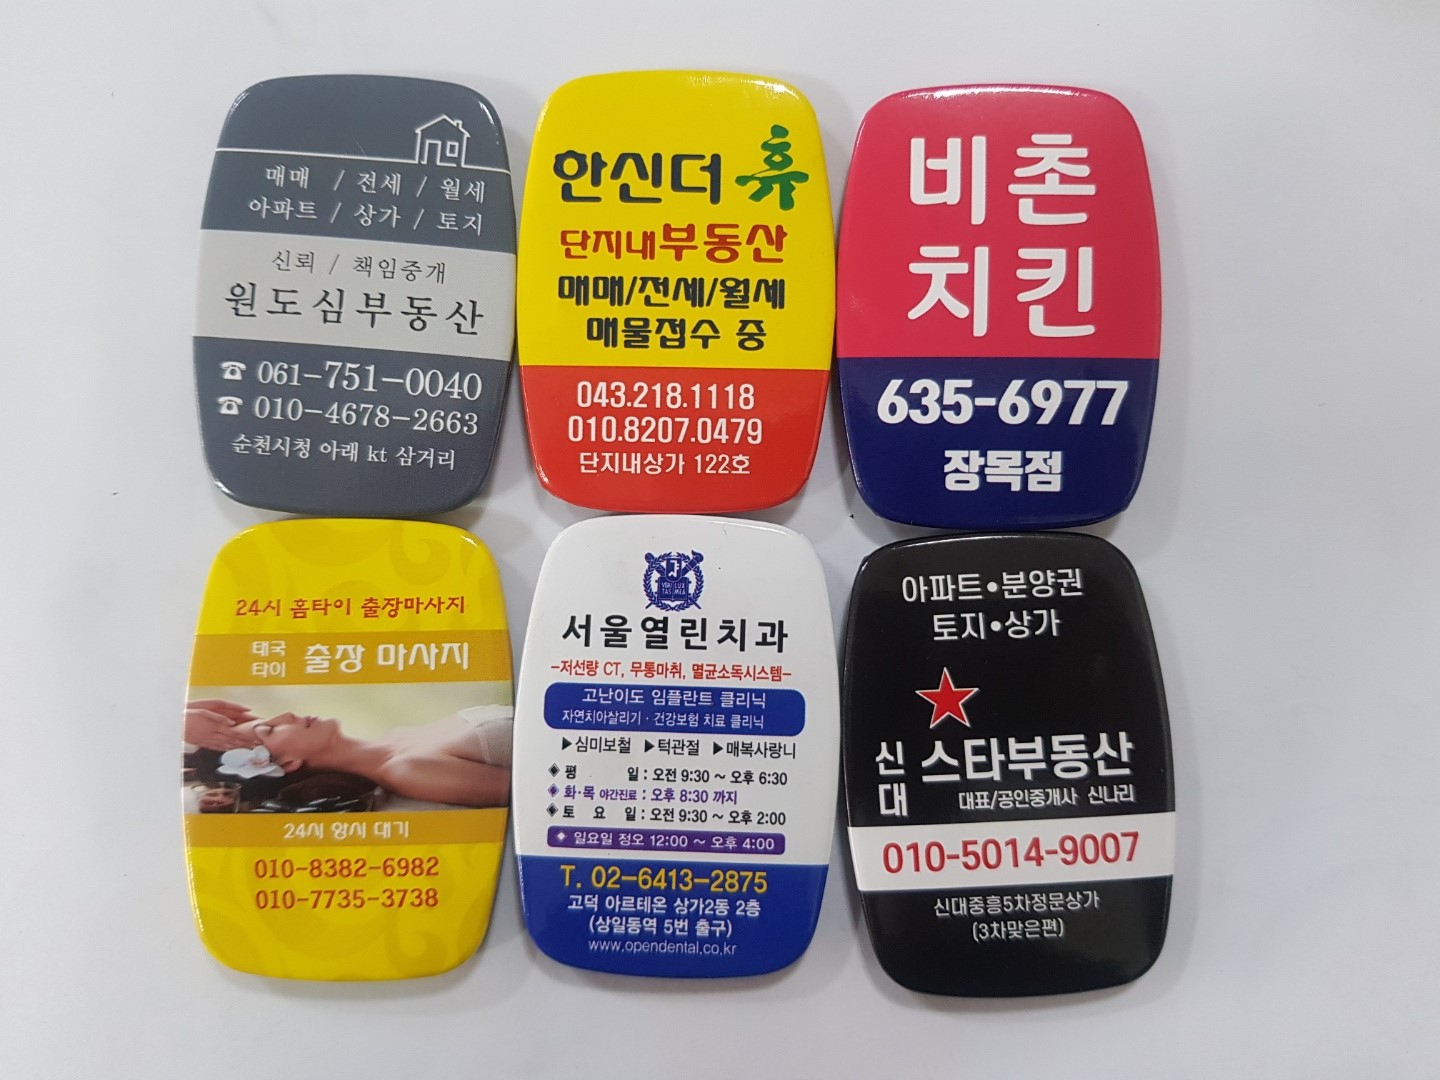 매매 / 전세 / 월세
아파트 / 상가 / 토지
신뢰 / 책임중개
원도심부동산
☎ 061-751-0040
☎ 010-4678-2663
순천시청 아래 kt 삼거리
한신더휴
단지내부동산
매매/전세/월세
매물접수 중
043.218.1118
010.8207.0479
단지내상가 122호
비촌
치킨
635-6977
장목점
24시 홈타이 출장마사지
태국
타이
출장 마사지
24시 항시 대기
010-8382-6982
010-7735-3738
VERI LUX
TAS MEA
서울열린치과
-저선량 CT, 무통마취, 멸균소독시스템-
고난이도 임플란트 클리닉
자연치아살리기 · 건강보험 치료 클리닉
▶심미보철 ▶턱관절 ▶매복사랑니
◈ 평 일 : 오전 9:30 ~ 오후 6:30
◈ 화·목 야간진료 : 오후 8:30 까지
◈ 토 요 일 : 오전 9:30 ~ 오후 2:00
◈ 일요일 정오 12:00 ~ 오후 4:00
T. 02-6413-2875
고덕 아르테온 상가2동 2층
(상일동역 5번 출구)
www.opendental.co.kr
아파트•분양권
토지•상가
신대 스타부동산
대표/공인중개사 신나리
010-5014-9007
신대중흥5차정문상가
(3차맞은편)